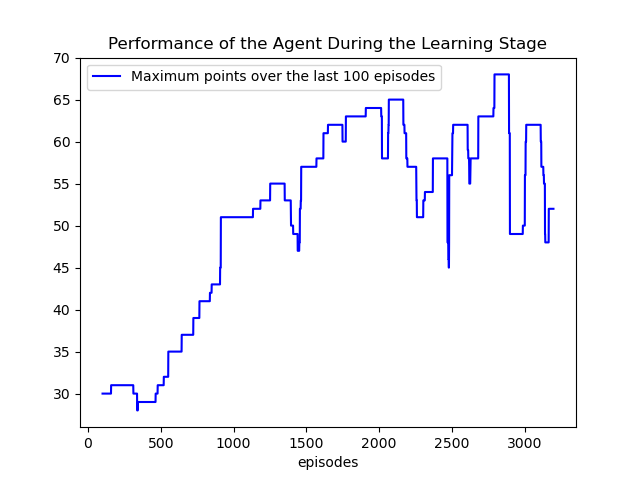 Performance of the Agent During the Learning Stage
Maximum points over the last 100 episodes
70
65
60
55
50
45
40
35
30
0 500 1000 1500 2000 2500 3000
episodes